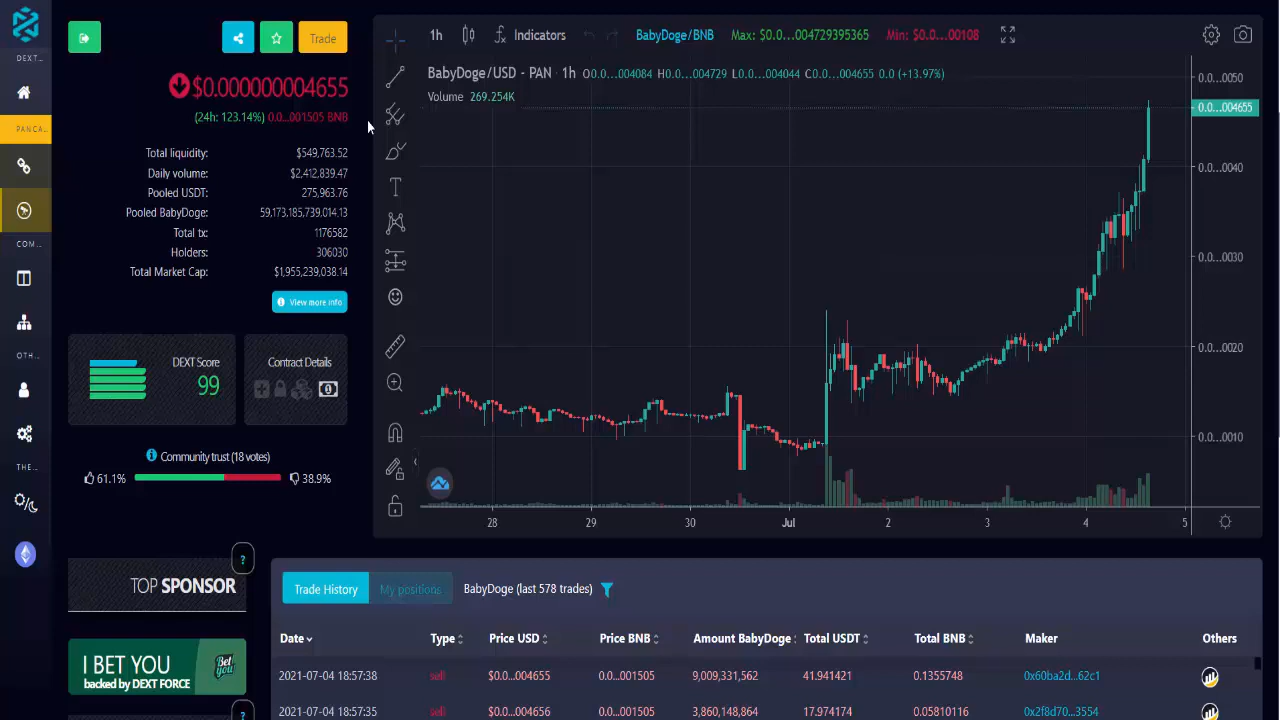 DEXT...
PANCA...
COM...
OTH...
THE...
Trade
$0.000000004655
(24h: 123.14%) 0.0...001505 BNB
Total liquidity: $549,763.52
Daily volume: $2,412,839.47
Pooled USDT: 275,963.76
Pooled BabyDoge: 59,173,185,739,014.13
Total tx: 1176582
Holders: 306030
Total Market Cap: $1,955,239,038.14
View more info
DEXT Score
99
Contract Details
Community trust (18 votes)
61.1% 38.9%
TOP SPONSOR
?
I BET YOU
backed by DEXT FORCE
Bet you
?
1h Indicators BabyDoge/BNB Max: $0.0...004729395365 Min: $0.0...00108
BabyDoge/USD - PAN 1h O0.0...004084 H0.0...004729 L0.0...004044 C0.0...004655 0.0 (+13.97%)
Volume 269.254K
0.0...0050
0.0...004655
0.0...0040
0.0...0030
0.0...0020
0.0...0010
28 29 30 Jul 2 3 4 5
Trade History My positions BabyDoge (last 578 trades)
Date Type Price USD Price BNB Amount BabyDoge Total USDT Total BNB Maker Others
2021-07-04 18:57:38 sell $0.0...004655 0.0...001505 9,009,331,562 41.941421 0.1355748 0x60ba2d...62c1
2021-07-04 18:57:35 sell $0.0...004656 0.0...001505 3,860,148,864 17.974174 0.05810116 0x2f8d70...3554